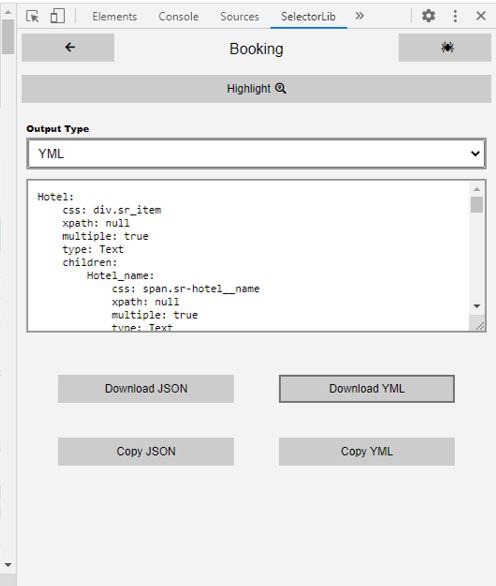 Elements Console Sources SelectorLib »
Booking
Highlight
Output Type
YML
Hotel:
    css: div.sr_item
    xpath: null
    multiple: true
    type: Text
    children:
        Hotel_name:
            css: span.sr-hotel__name
            xpath: null
            multiple: true
            type: Text
Download JSON Download YML
Copy JSON Copy YML